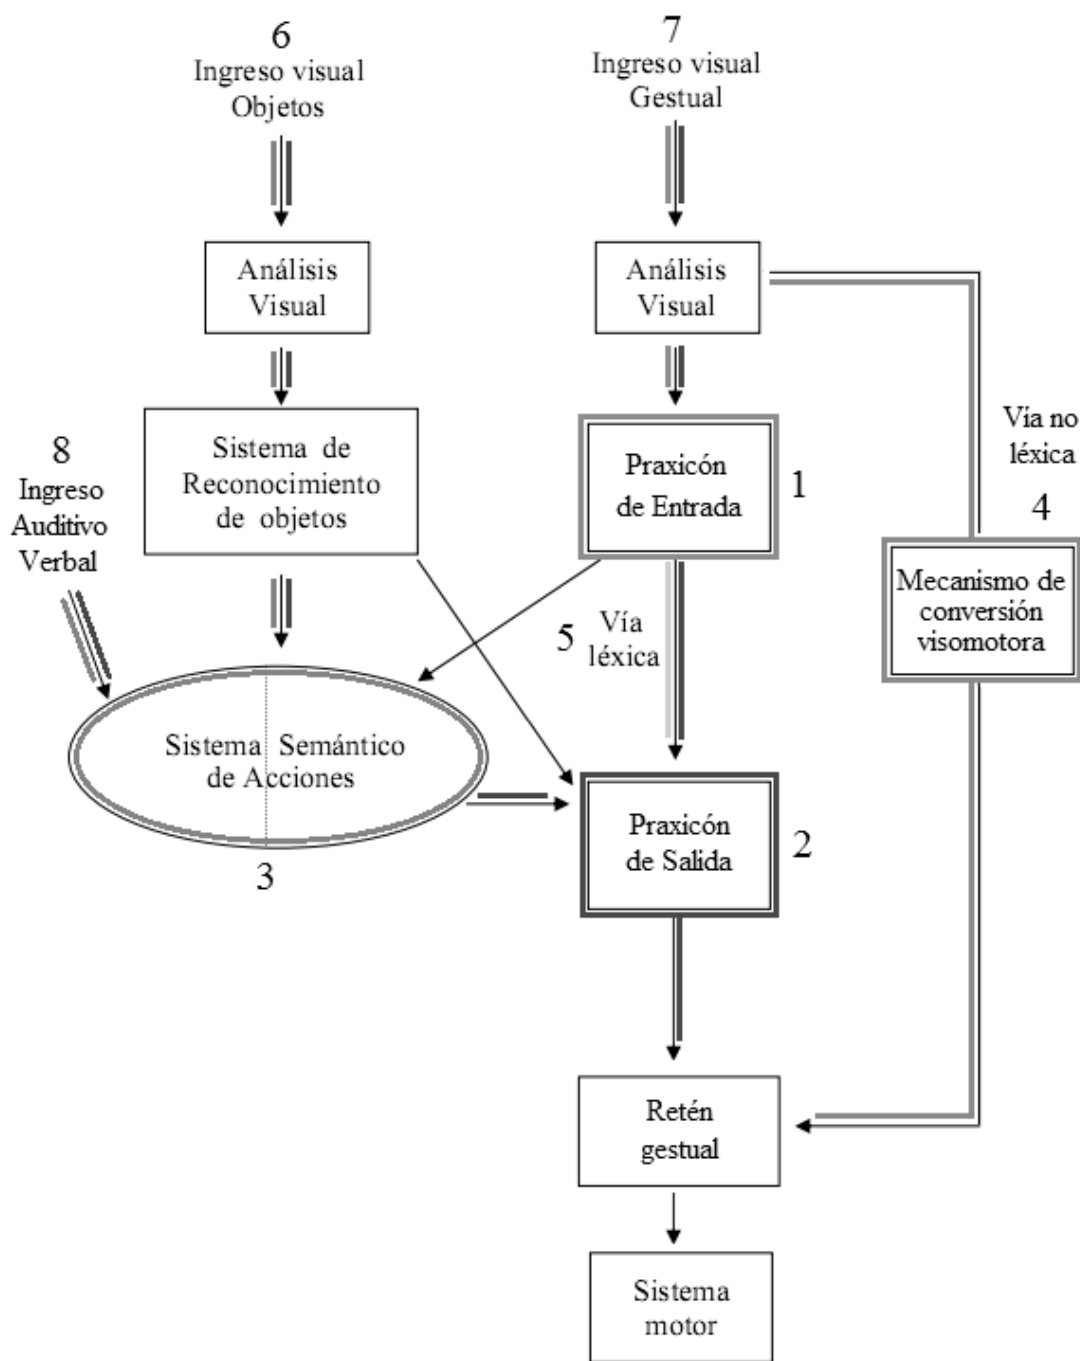 6
Ingreso visual
Objetos
7
Ingreso visual
Gestual
Análisis
Visual
Análisis
Visual
Sistema de
Reconocimiento
de objetos
8
Ingreso
Auditivo
Verbal
Praxicón
de Entrada
1
Vía no
léxica
4
Mecanismo de
conversión
visomotora
5
Vía
léxica
Sistema Semántico
de Acciones
3
Praxicón
de Salida
2
Retén
gestual
Sistema
motor